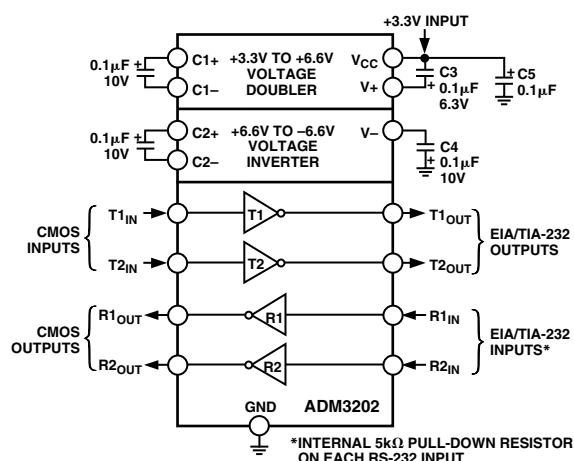 +3.3V INPUT
0.1μF
10V
+
C1+
C1–
+3.3V TO +6.6V
VOLTAGE
DOUBLER
VCC
V+
+
C3
0.1μF
6.3V
+
C5
0.1μF
0.1μF
10V
+
C2+
C2–
+6.6V TO –6.6V
VOLTAGE
INVERTER
V–
+
C4
0.1μF
10V
CMOS
INPUTS
T1IN
T1
T1OUT
T2IN
T2
T2OUT
EIA/TIA-232
OUTPUTS
CMOS
OUTPUTS
R1OUT
R1
R1IN
R2OUT
R2
R2IN
EIA/TIA-232
INPUTS*
GND
ADM3202
*INTERNAL 5kΩ PULL-DOWN RESISTOR
ON EACH RS-232 INPUT